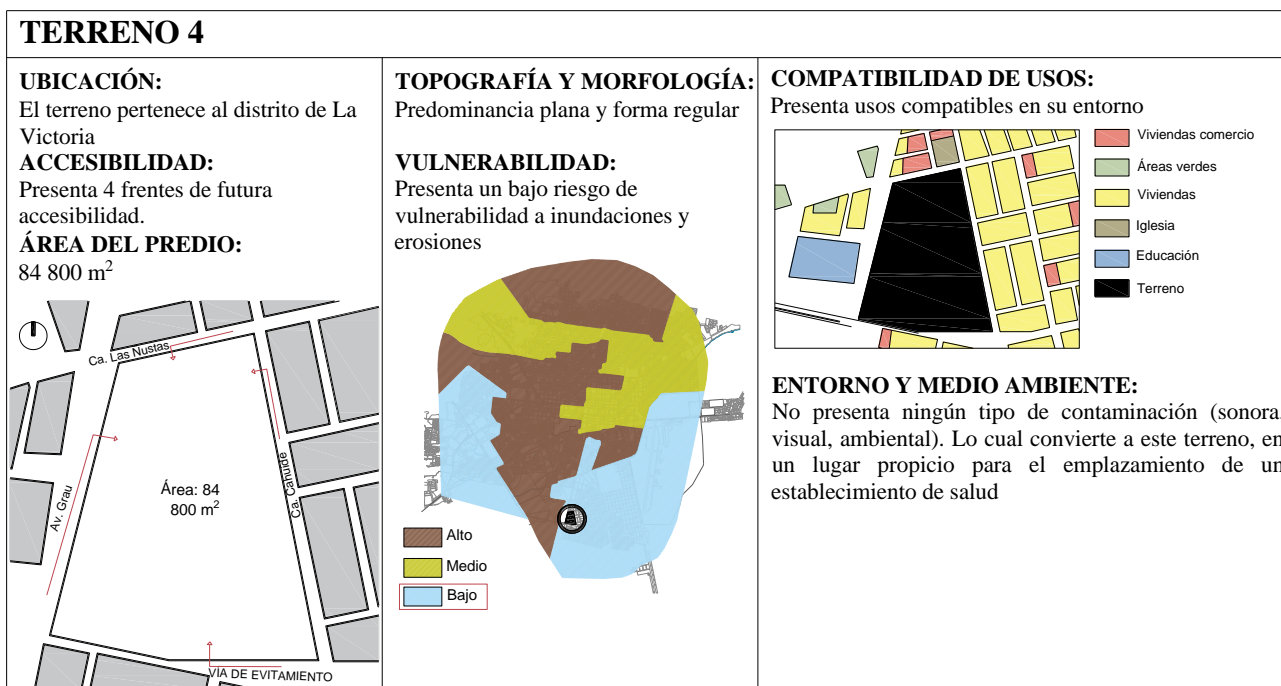 TERRENO 4
UBICACIÓN:
El terreno pertenece al distrito de La
Victoria
ACCESIBILIDAD:
Presenta 4 frentes de futura
accesibilidad.
ÁREA DEL PREDIO:
84 800 m²
Ca. Las Nustas
Av. Grau
Área: 84
800 m²
Ca. Cahuide
VÍA DE EVITAMIENTO
TOPOGRAFÍA Y MORFOLOGÍA:
Predominancia plana y forma regular
VULNERABILIDAD:
Presenta un bajo riesgo de
vulnerabilidad a inundaciones y
erosiones
Alto
Medio
Bajo
COMPATIBILIDAD DE USOS:
Presenta usos compatibles en su entorno
Viviendas comercio
Áreas verdes
Viviendas
Iglesia
Educación
Terreno
ENTORNO Y MEDIO AMBIENTE:
No presenta ningún tipo de contaminación (sonora,
visual, ambiental). Lo cual convierte a este terreno, en
un lugar propicio para el emplazamiento de un
establecimiento de salud